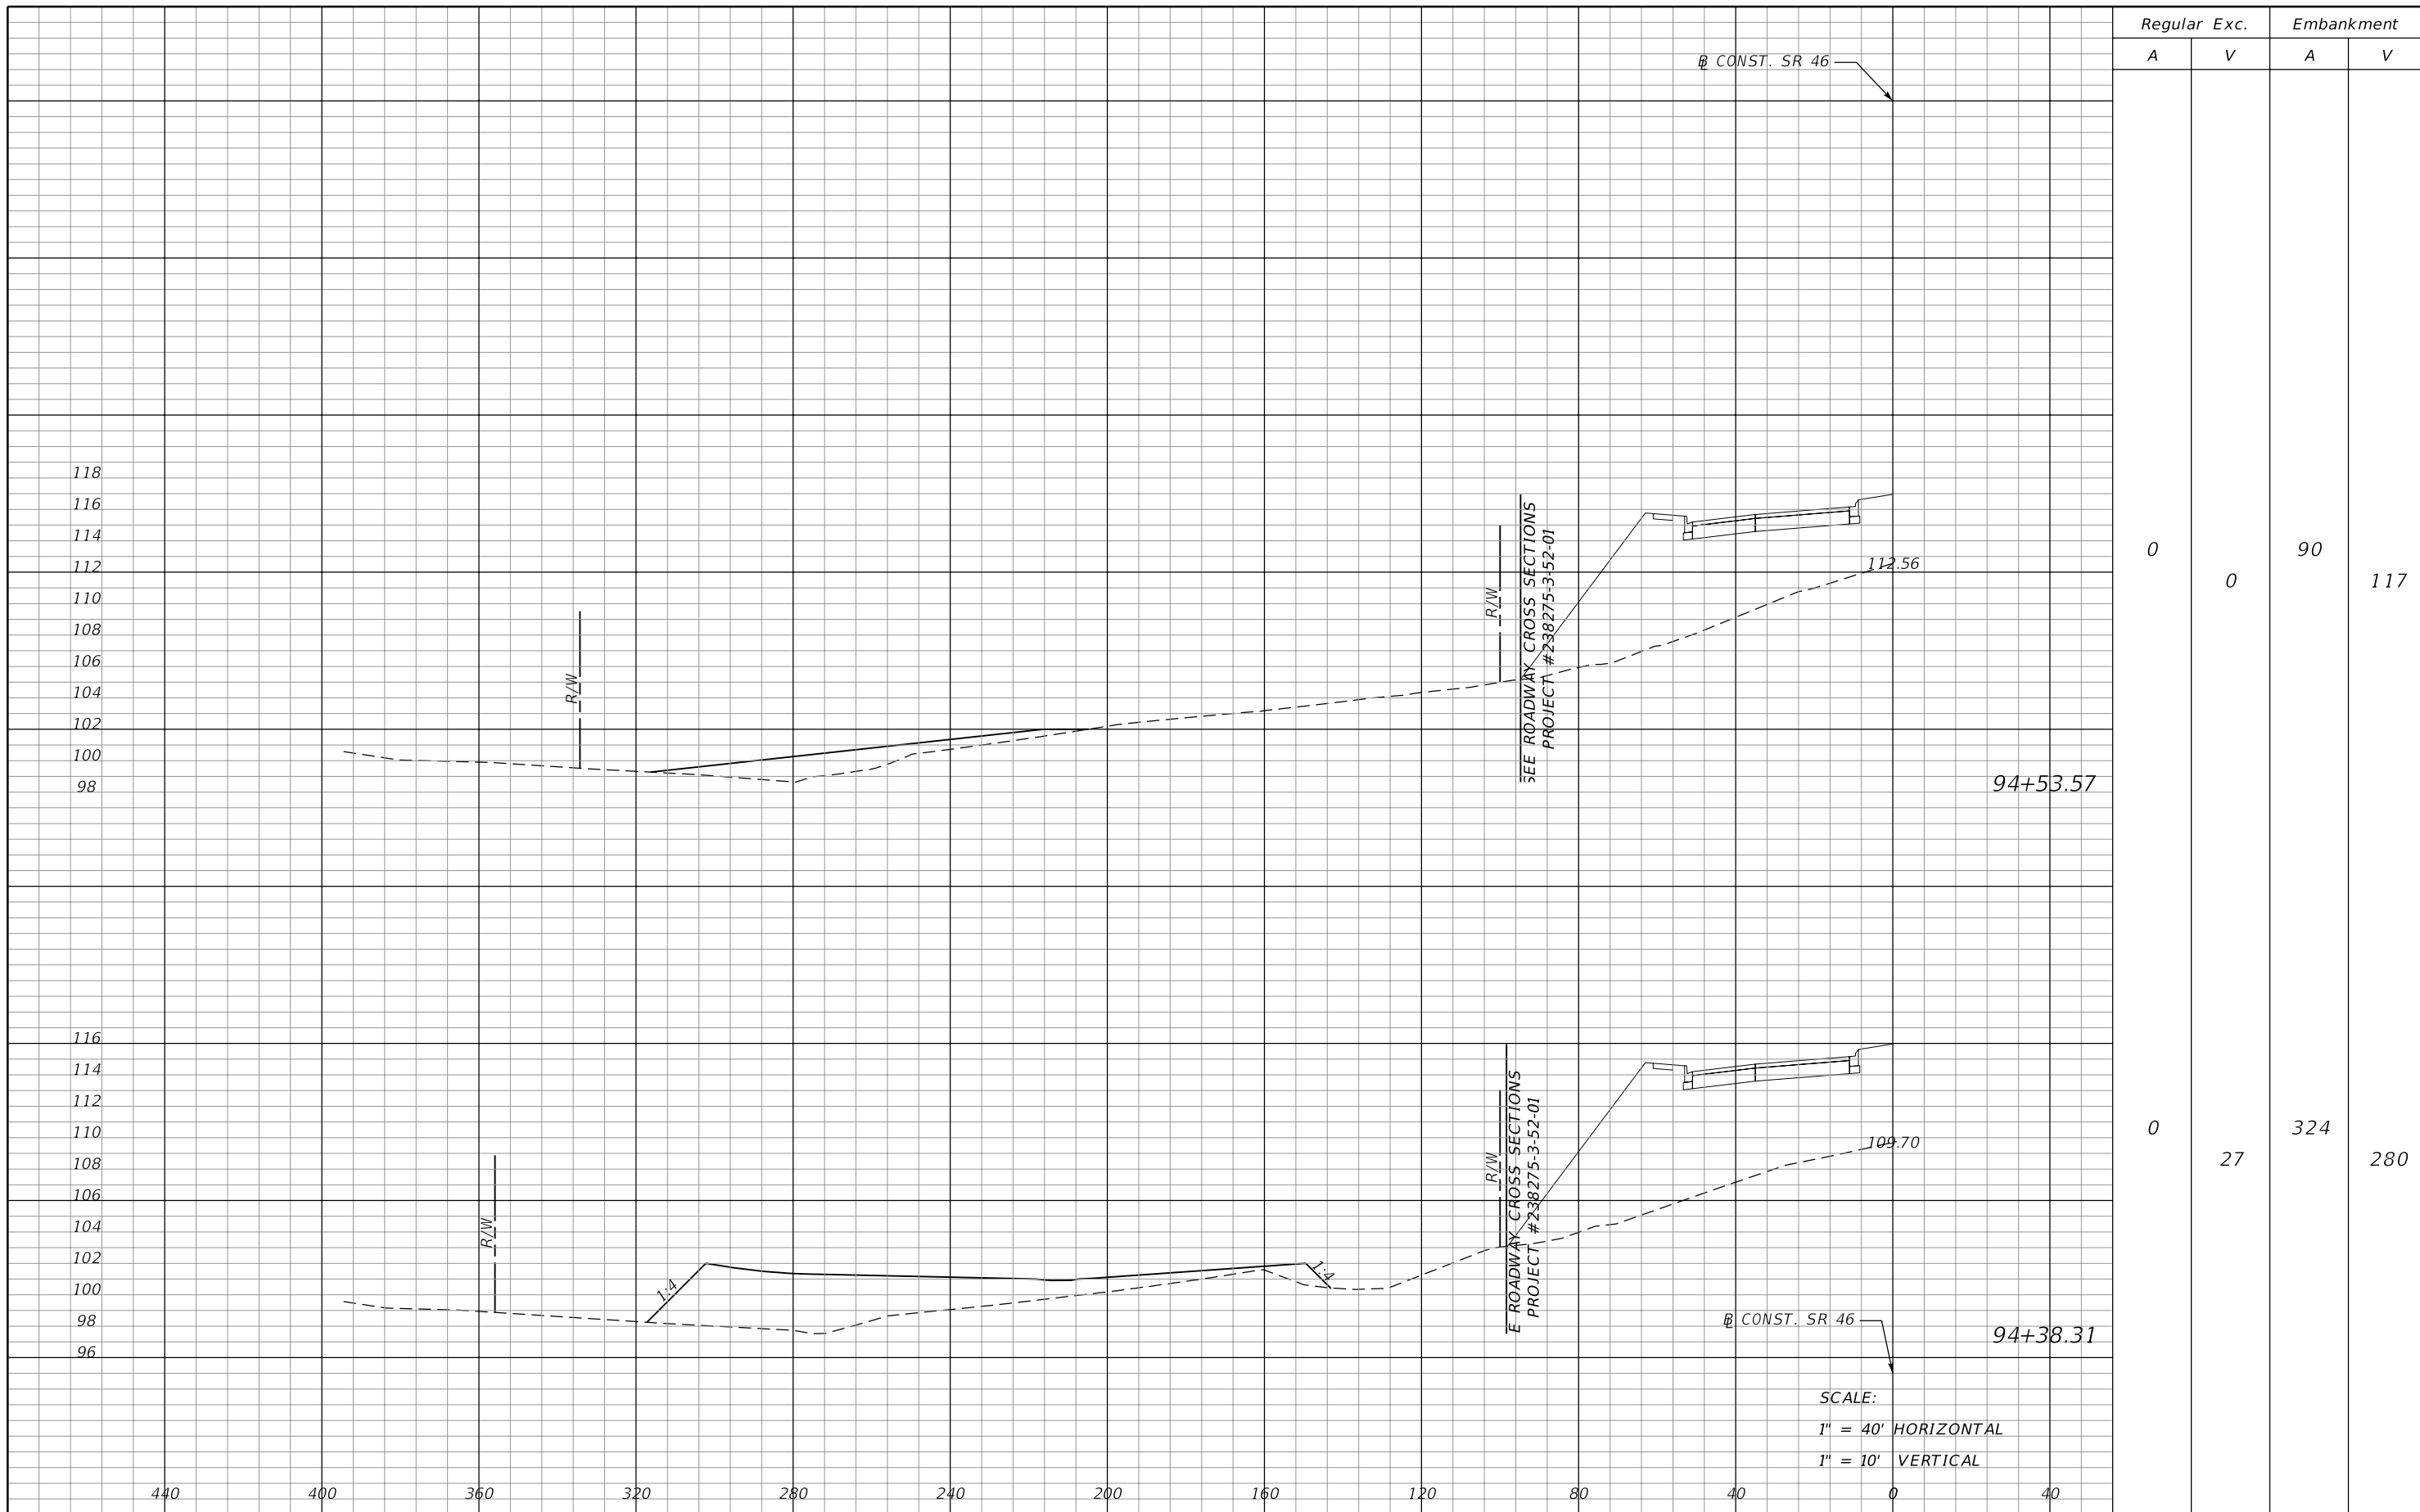 Regular Exc. Embankment
A V A V
BL CONST. SR 46
118
116
114
112
110
108
106
104
102
100
98
R/W
R/W
SEE ROADWAY CROSS SECTIONS
PROJECT #238275-3-52-01
112.56
94+53.57
0 90
0 117
116
114
112
110
108
106
104
102
100
98
96
R/W
1:4
1:4
R/W
E ROADWAY CROSS SECTIONS
PROJECT #238275-3-52-01
109.70
BL CONST. SR 46
94+38.31
0 324
27 280
SCALE:
1" = 40' HORIZONTAL
1" = 10' VERTICAL
440 400 360 320 280 240 200 160 120 80 40 0 40